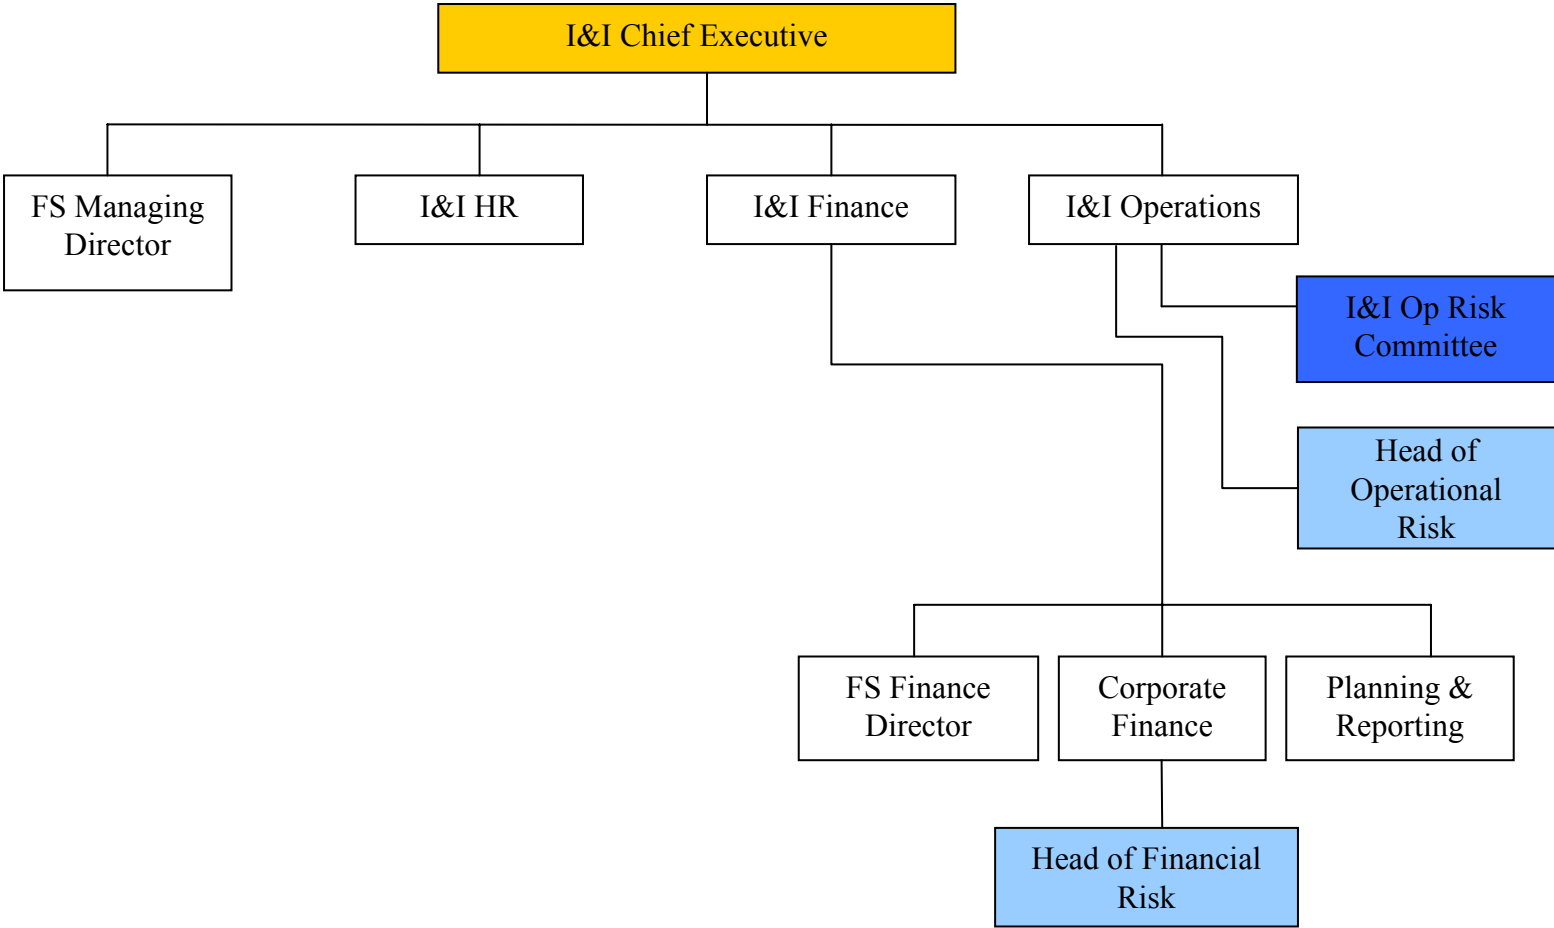 I&I Chief Executive
FS Managing
Director
I&I HR
I&I Finance
I&I Operations
I&I Op Risk
Committee
Head of
Operational
Risk
FS Finance
Director
Corporate
Finance
Planning &
Reporting
Head of Financial
Risk